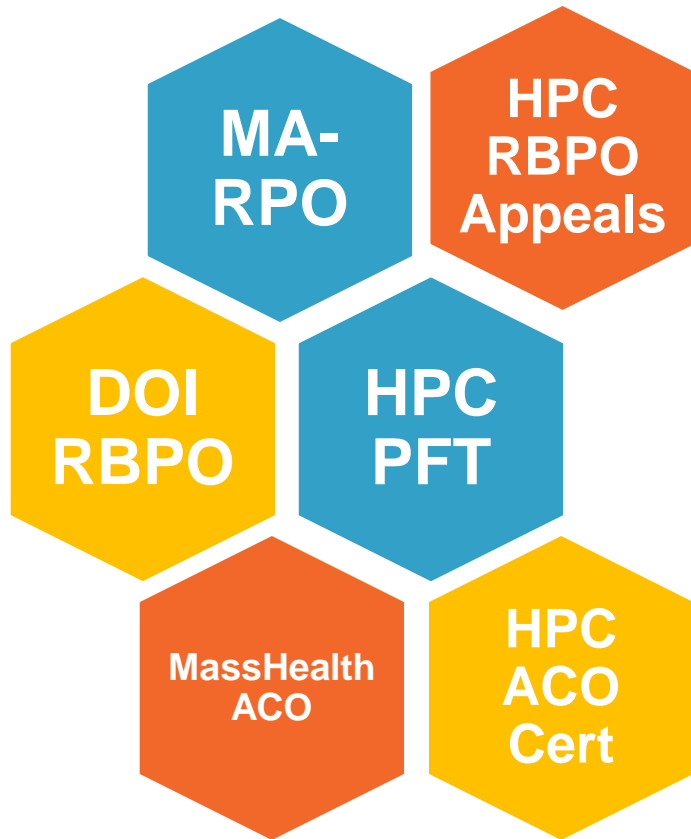 MA-
RPO
HPC
RBPO
Appeals
DOI
RBPO
HPC
PFT
MassHealth
ACO
HPC
ACO
Cert